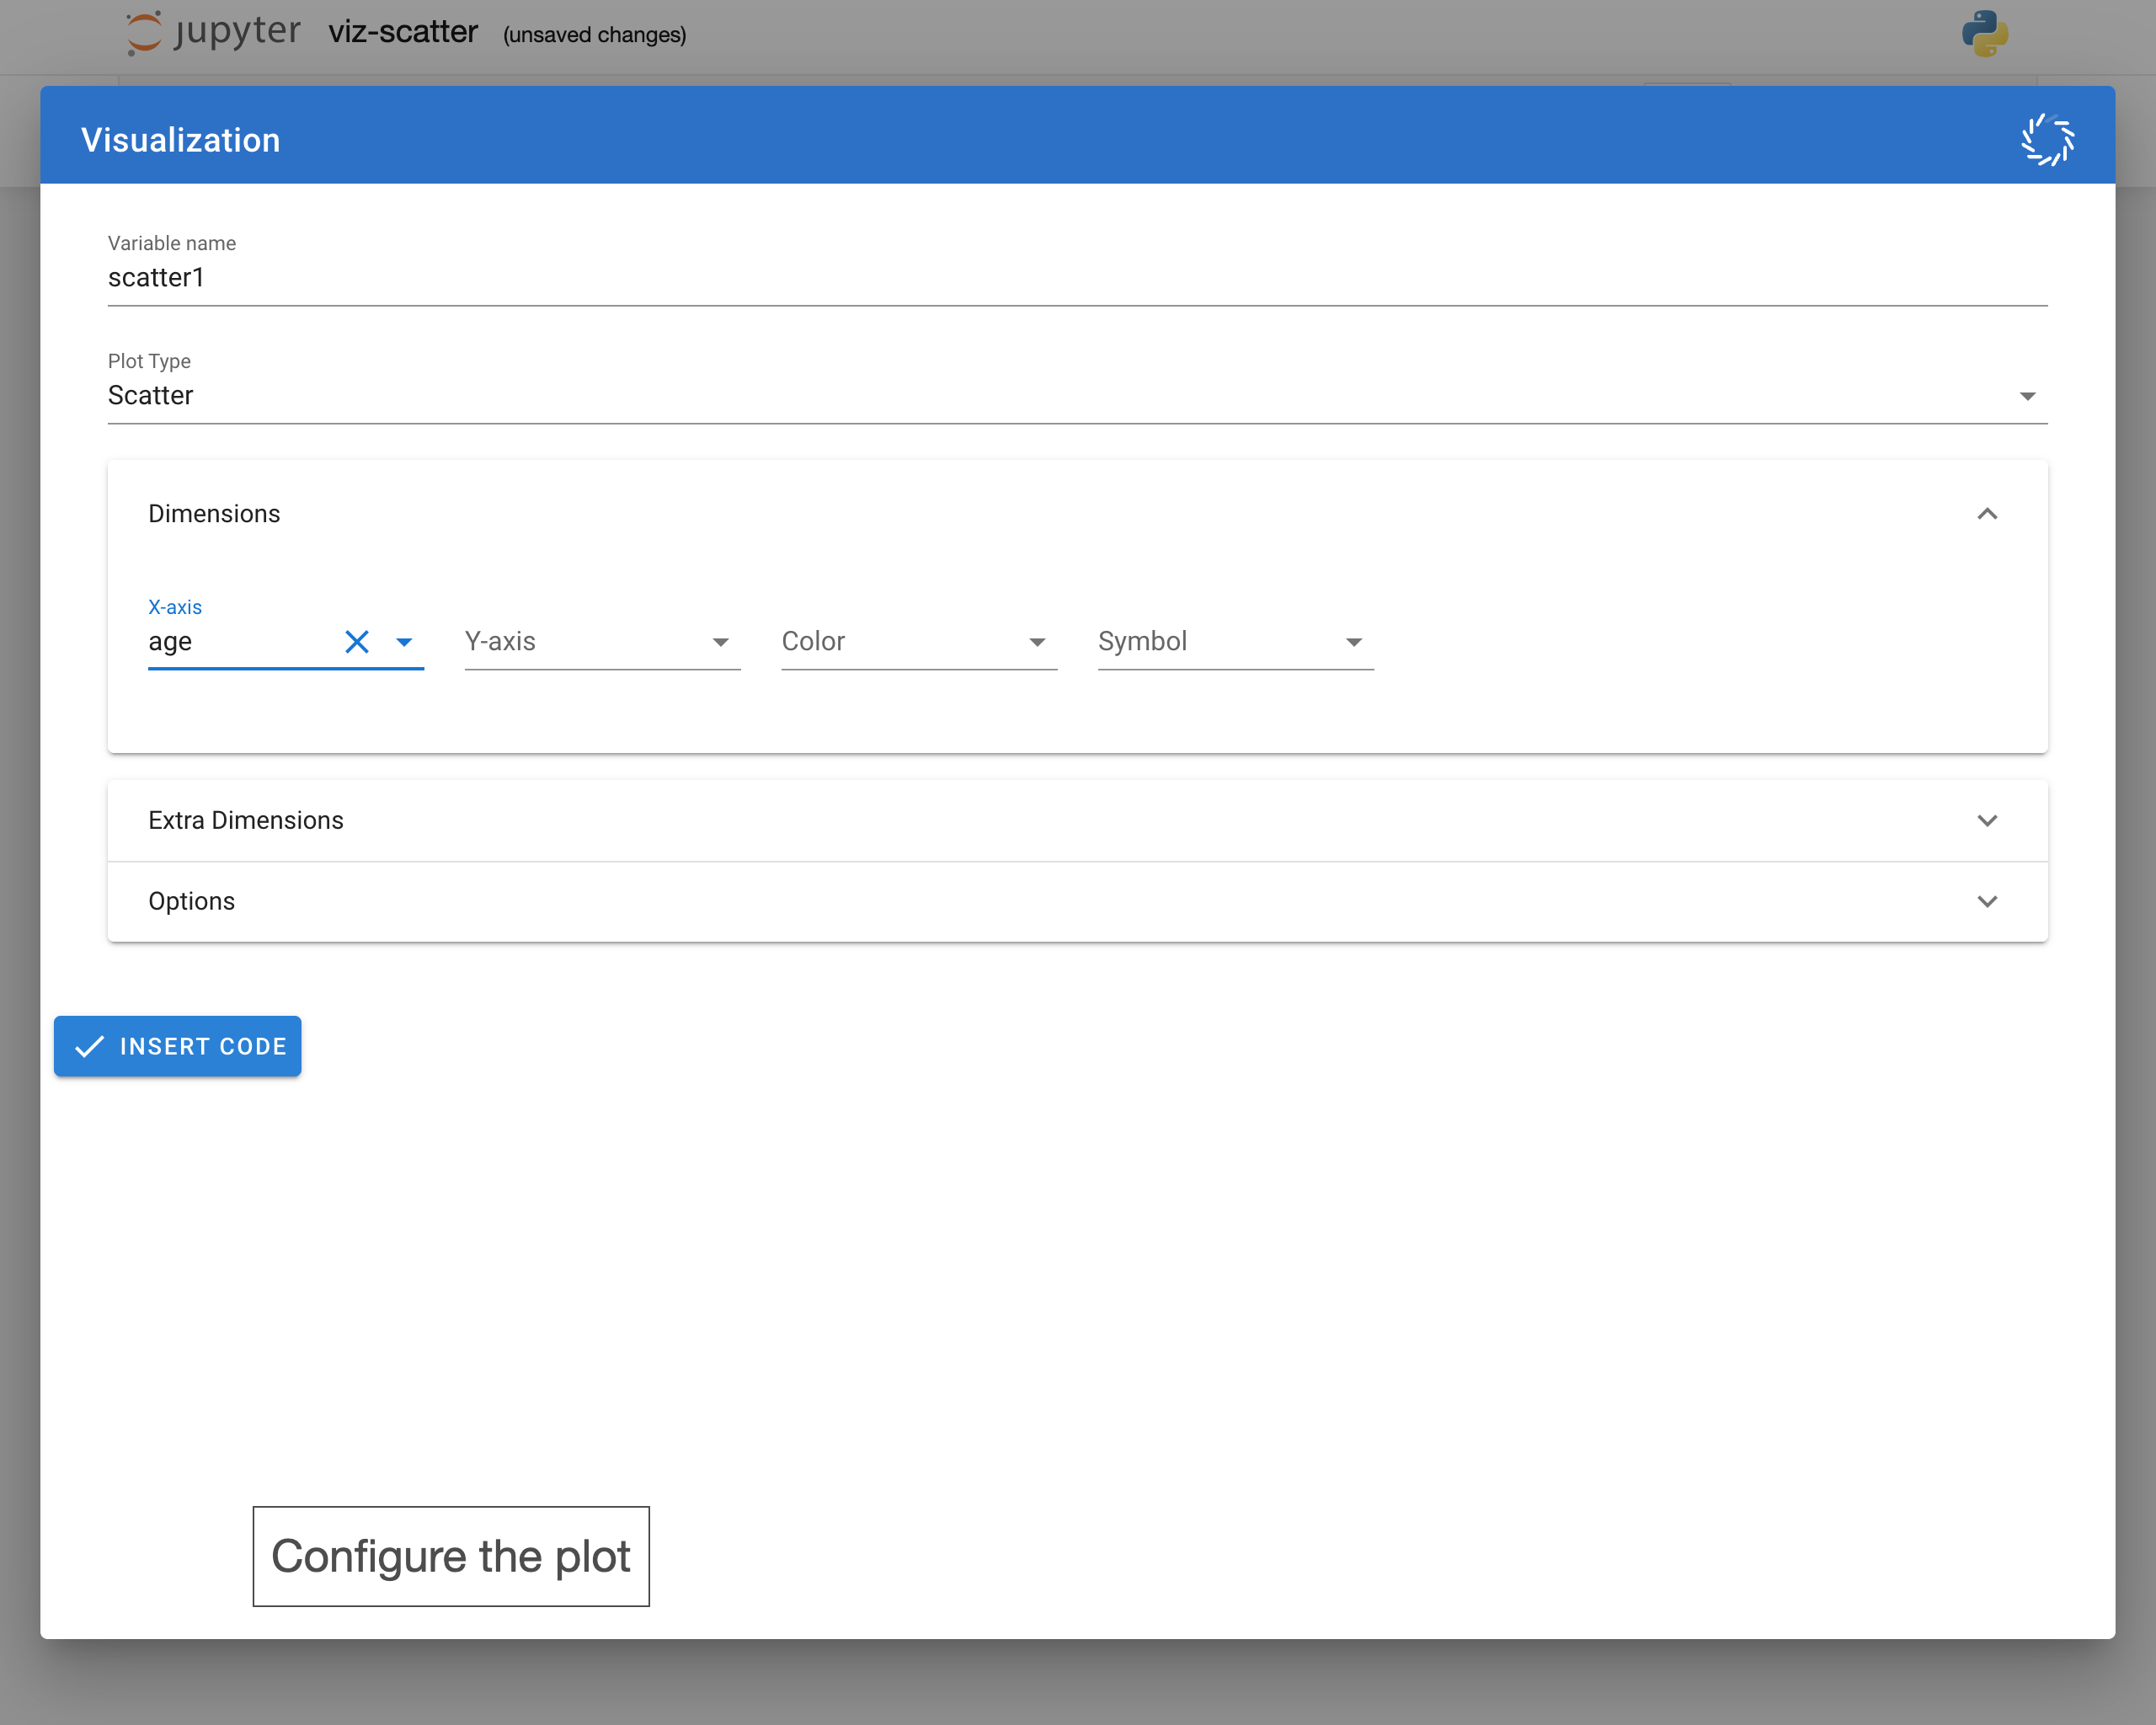 jupyter viz-scatter (unsaved changes)
Visualization
Variable name
scatter1
Plot Type
Scatter
Dimensions
X-axis
age Y-axis Color Symbol
Extra Dimensions
Options
INSERT CODE
Configure the plot